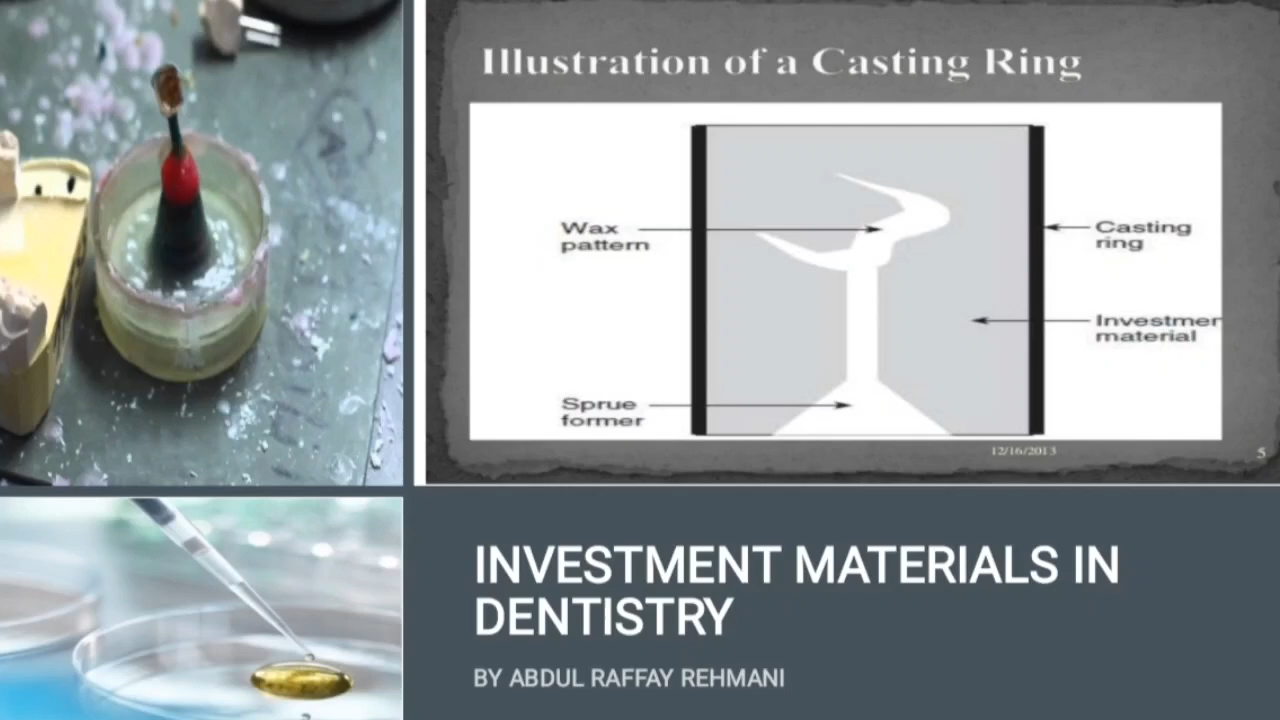 Illustration of a Casting Ring
Wax
pattern
Casting
ring
Investmer
material
Sprue
former
12/16/2013
5
INVESTMENT MATERIALS IN
DENTISTRY
BY ABDUL RAFFAY REHMANI